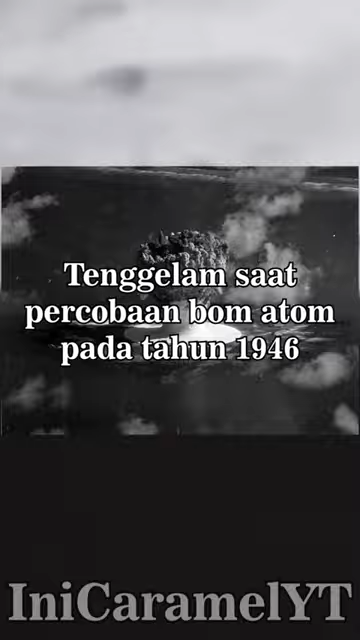 Tenggelam saat
percobaan bom atom
pada tahun 1946
IniCaramelYT